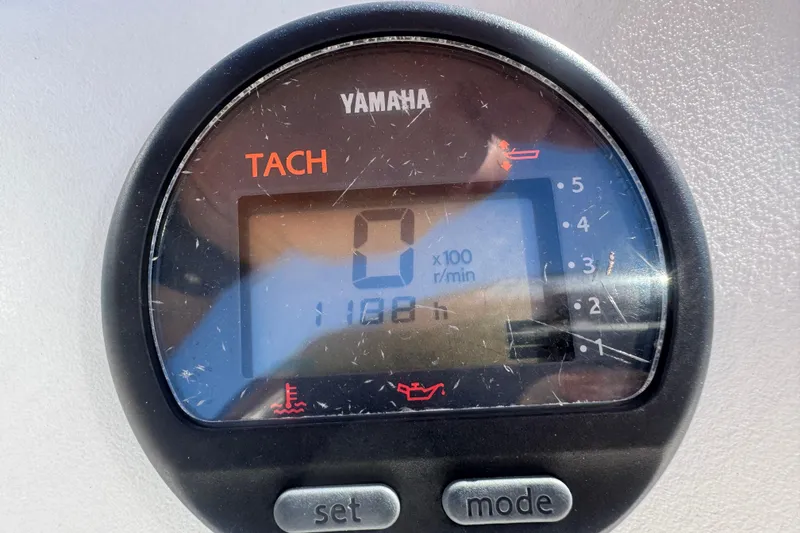 YAMAHA
TACH
5
4
3
2
1
0 x100
r/min
1188 h
set
mode